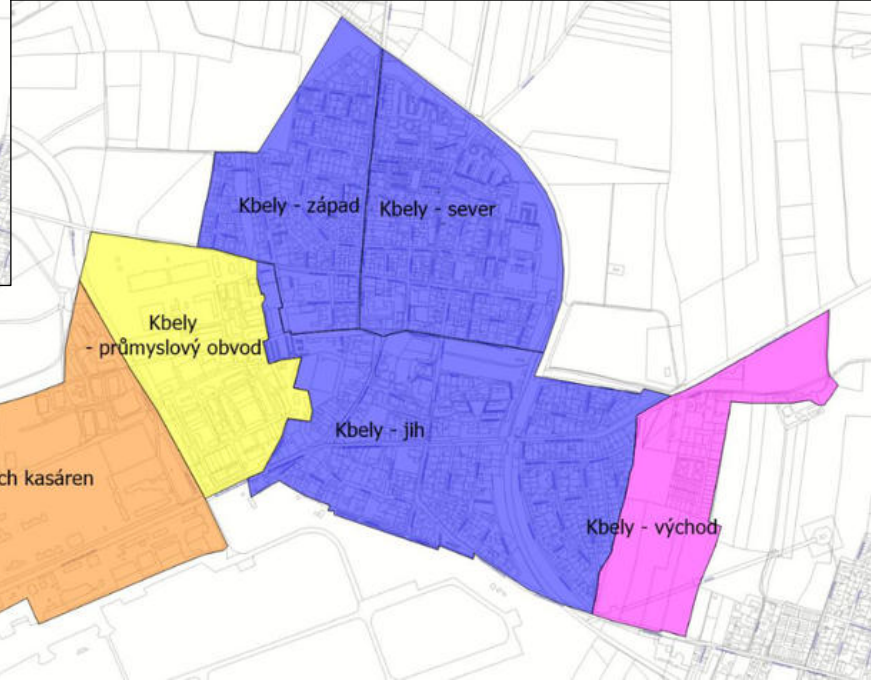 Kbely - západ
Kbely - sever
Kbely
- průmyslový obvod
Kbely - jih
ch kasáren
Kbely - východ